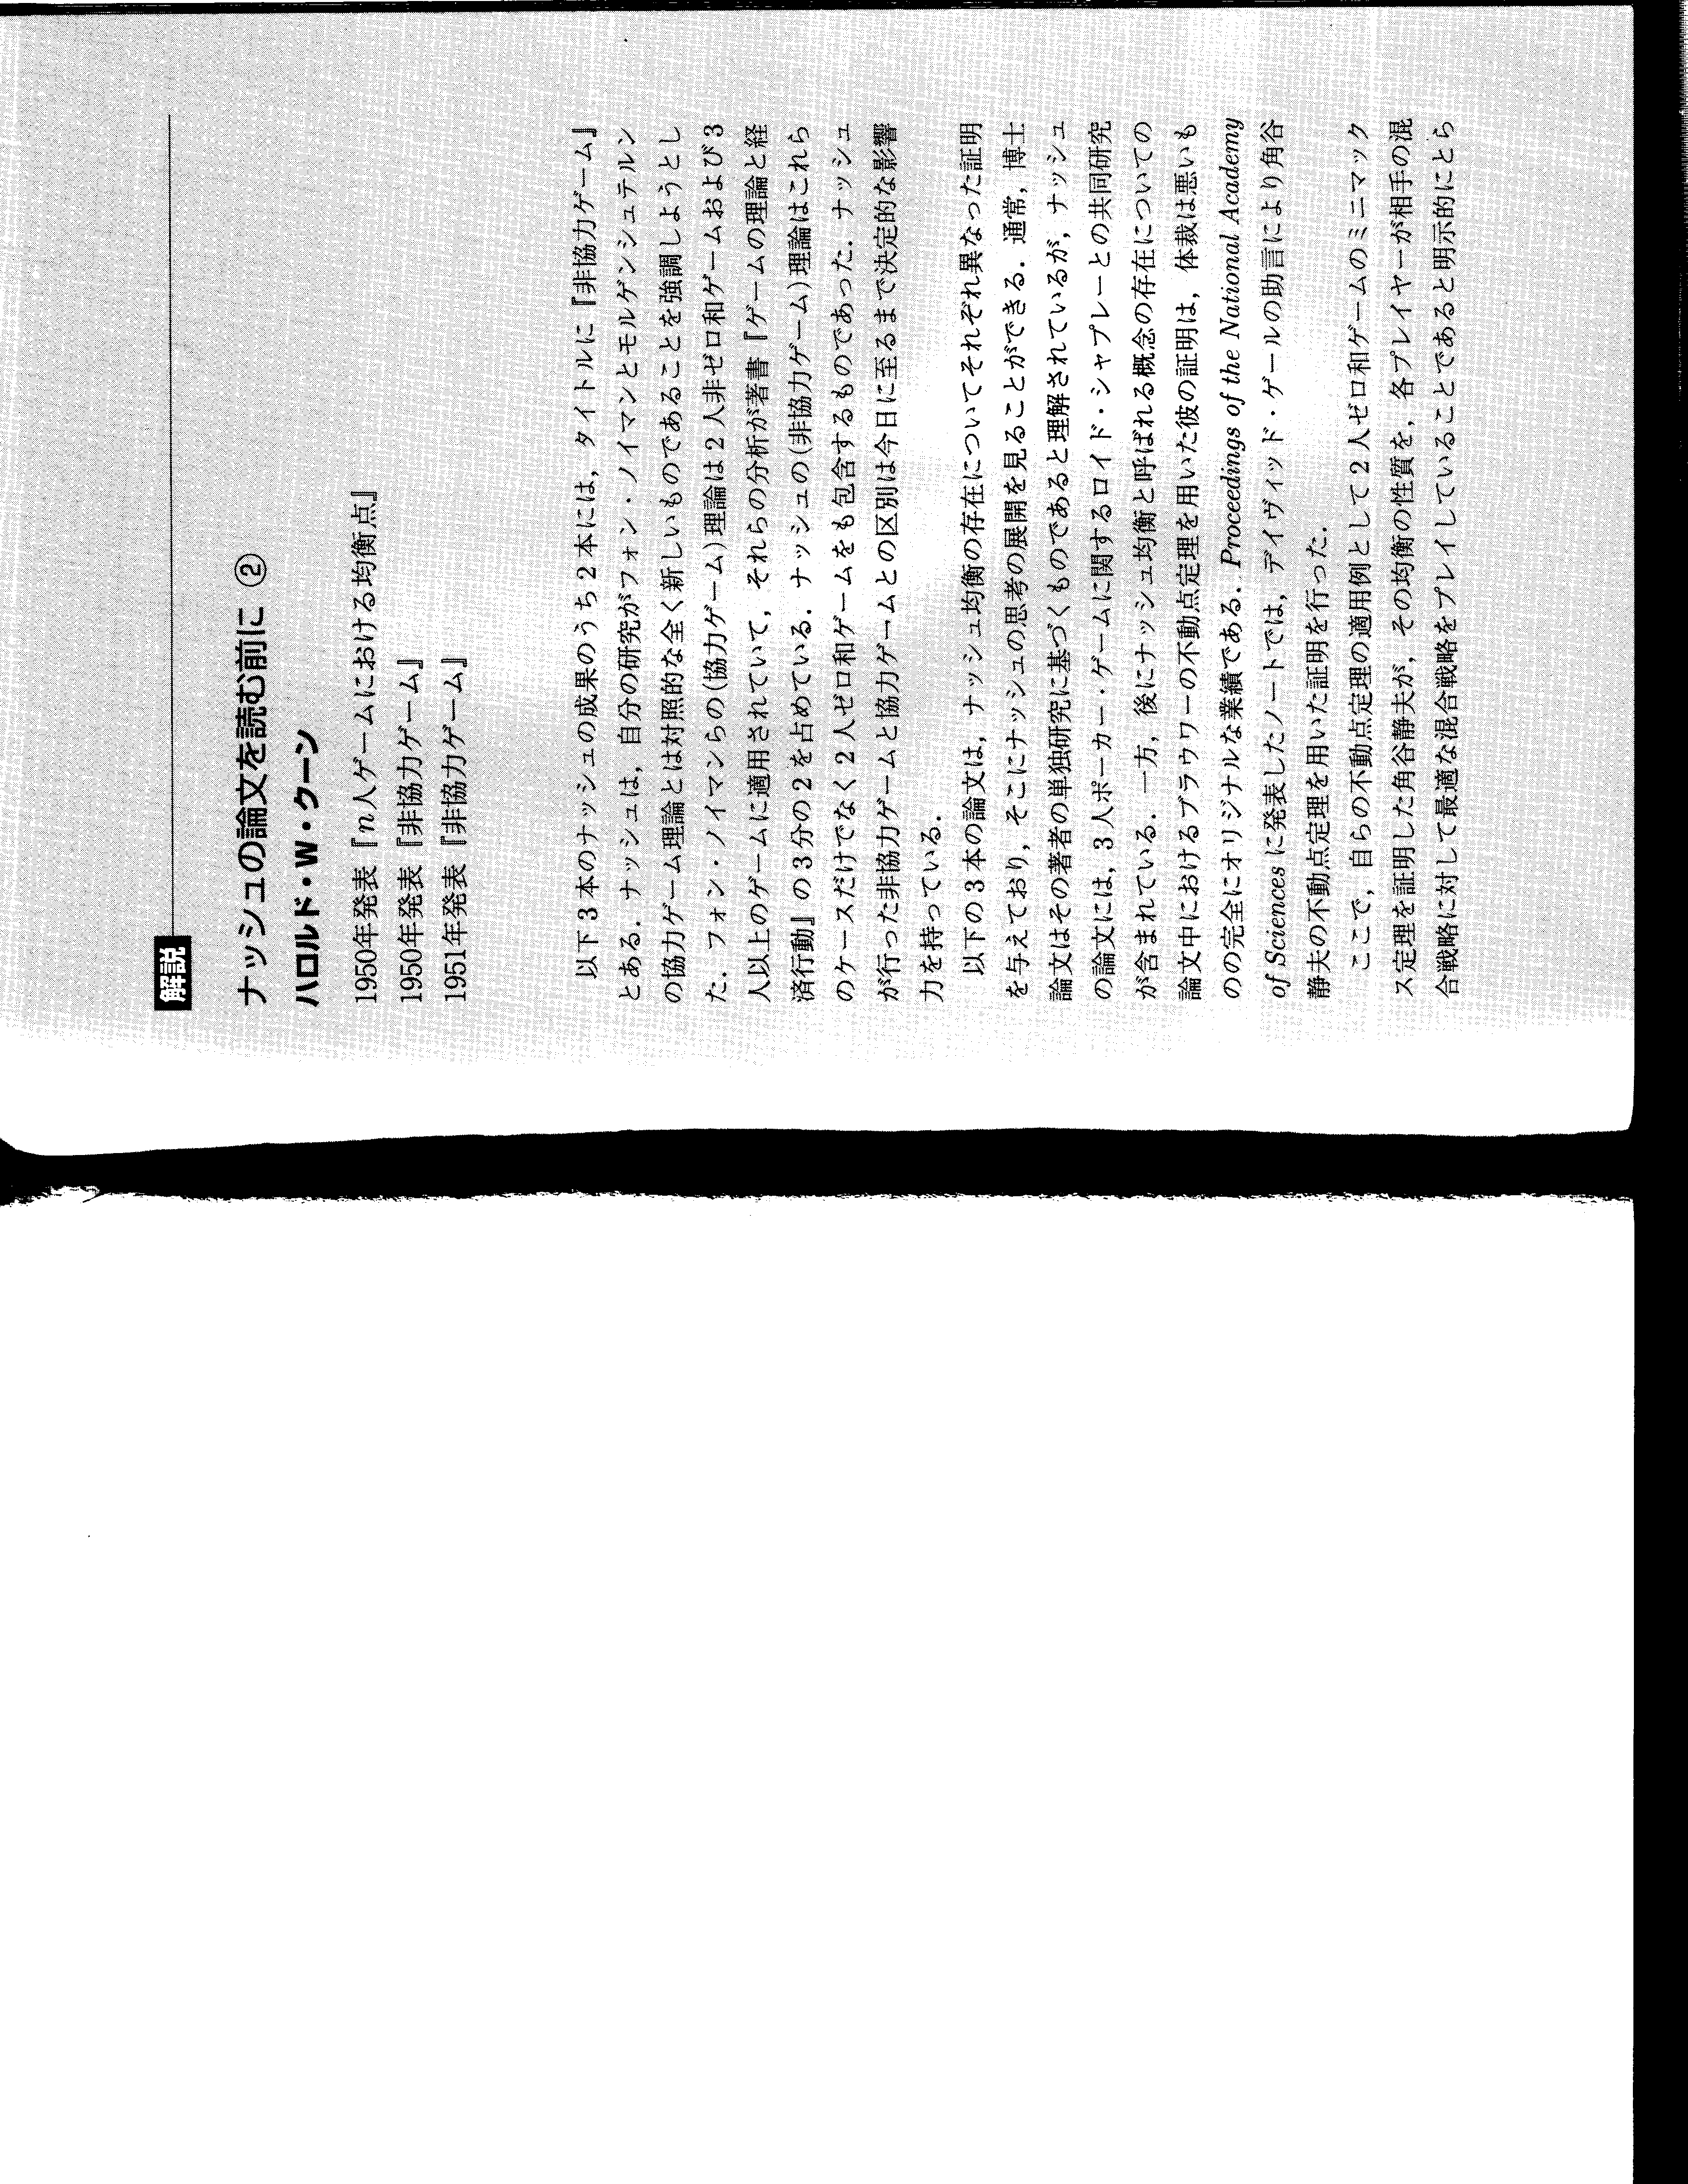 解説
ナッシュの論文を読む前に ②
ハロルド・W・クーン
1950年発表『n人ゲームにおける均衡点』
1950年発表『非協力ゲーム』
1951年発表『非協力ゲーム』
以下3本のナッシュの成果のうち2本には，タイトルに『非協力ゲーム』
とある．ナッシュは，自分の研究がフォン・ノイマンとモルゲンシュテルン
の協力ゲーム理論とは対照的な全く新しいものであることを強調しようとし
た．フォン・ノイマンらの(協力ゲーム)理論は2人非ゼロ和ゲームおよび3
人以上のゲームに適用されていて，それらの分析が著書『ゲームの理論と経
済行動』の3分の2を占めている．ナッシュの(非協力ゲーム)理論はこれら
のケースだけでなく2人ゼロ和ゲームをも包含するものであった．ナッシュ
が行った非協力ゲームと協力ゲームとの区別は今日に至るまで決定的な影響
力を持っている．
以下の3本の論文は，ナッシュ均衡の存在についてそれぞれ異なった証明
を与えており，そこにナッシュの思考の展開を見ることができる．通常，博士
論文はその著者の単独研究に基づくものであると理解されているが，ナッシュ
の論文には，3人ポーカー・ゲームに関するロイド・シャプレーとの共同研究
が含まれている．一方，後にナッシュ均衡と呼ばれる概念の存在についての
論文中におけるブラウワーの不動点定理を用いた彼の証明は，体裁は悪いも
のの完全にオリジナルな業績である．Proceedings of the National Academy
of Sciencesに発表したノートでは，デイヴィッド・ゲールの助言により角谷
静夫の不動点定理を用いた証明を行った．
ここで，自らの不動点定理の適用例として2人ゼロ和ゲームのミニマック
ス定理を証明した角谷静夫が，その均衡の性質を，各プレイヤーが相手の混
合戦略に対して最適な混合戦略をプレイしていることであると明示的にとら